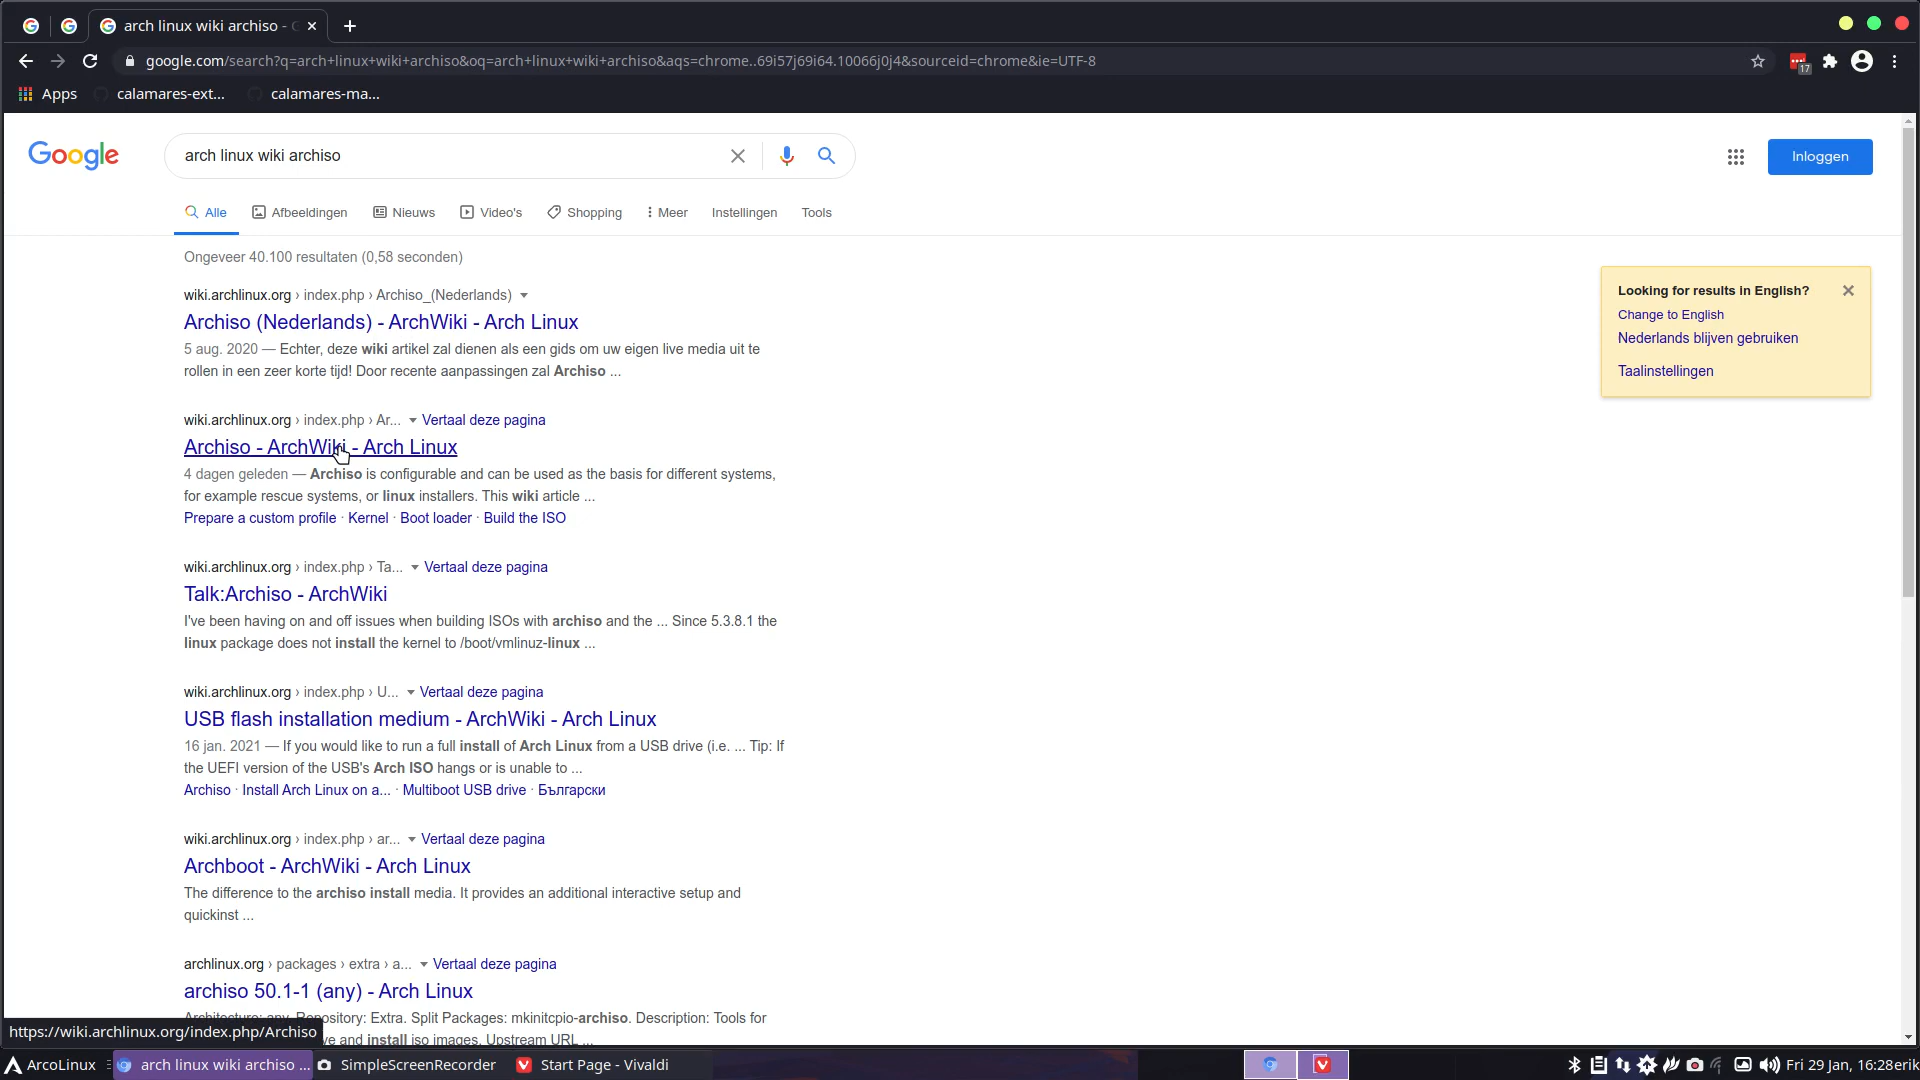 arch linux wiki archiso -
google.com/search?q=arch+linux+wiki+archiso&oq=arch+linux+wiki+archiso&aqs=chrome..69i57j69i64.10066j0j4&sourceid=chrome&ie=UTF-8
17
Apps calamares-ext... calamares-ma...
Google arch linux wiki archiso Inloggen
Alle Afbeeldingen Nieuws Video's Shopping Meer Instellingen Tools
Ongeveer 40.100 resultaten (0,58 seconden)
Looking for results in English?
Change to English
Nederlands blijven gebruiken
Taalinstellingen
wiki.archlinux.org › index.php › Archiso_(Nederlands)
Archiso (Nederlands) - ArchWiki - Arch Linux
5 aug. 2020 — Echter, deze wiki artikel zal dienen als een gids om uw eigen live media uit te
rollen in een zeer korte tijd! Door recente aanpassingen zal Archiso ...
wiki.archlinux.org › index.php › Ar... Vertaal deze pagina
Archiso - ArchWiki - Arch Linux
4 dagen geleden — Archiso is configurable and can be used as the basis for different systems,
for example rescue systems, or linux installers. This wiki article ...
Prepare a custom profile · Kernel · Boot loader · Build the ISO
wiki.archlinux.org › index.php › Ta... Vertaal deze pagina
Talk:Archiso - ArchWiki
I've been having on and off issues when building ISOs with archiso and the ... Since 5.3.8.1 the
linux package does not install the kernel to /boot/vmlinuz-linux ...
wiki.archlinux.org › index.php › U... Vertaal deze pagina
USB flash installation medium - ArchWiki - Arch Linux
16 jan. 2021 — If you would like to run a full install of Arch Linux from a USB drive (i.e. ... Tip: If
the UEFI version of the USB's Arch ISO hangs or is unable to ...
Archiso · Install Arch Linux on a... · Multiboot USB drive · Български
wiki.archlinux.org › index.php › ar... Vertaal deze pagina
Archboot - ArchWiki - Arch Linux
The difference to the archiso install media. It provides an additional interactive setup and
quickinst ...
archlinux.org › packages › extra › a... Vertaal deze pagina
archiso 50.1-1 (any) - Arch Linux
Architecture: any. Repository: Extra. Split Packages: mkinitcpio-archiso. Description: Tools for
ve and install iso images. Upstream URL ...
https://wiki.archlinux.org/index.php/Archiso
ArcoLinux arch linux wiki archiso ... SimpleScreenRecorder Start Page - Vivaldi Fri 29 Jan, 16:28 erik